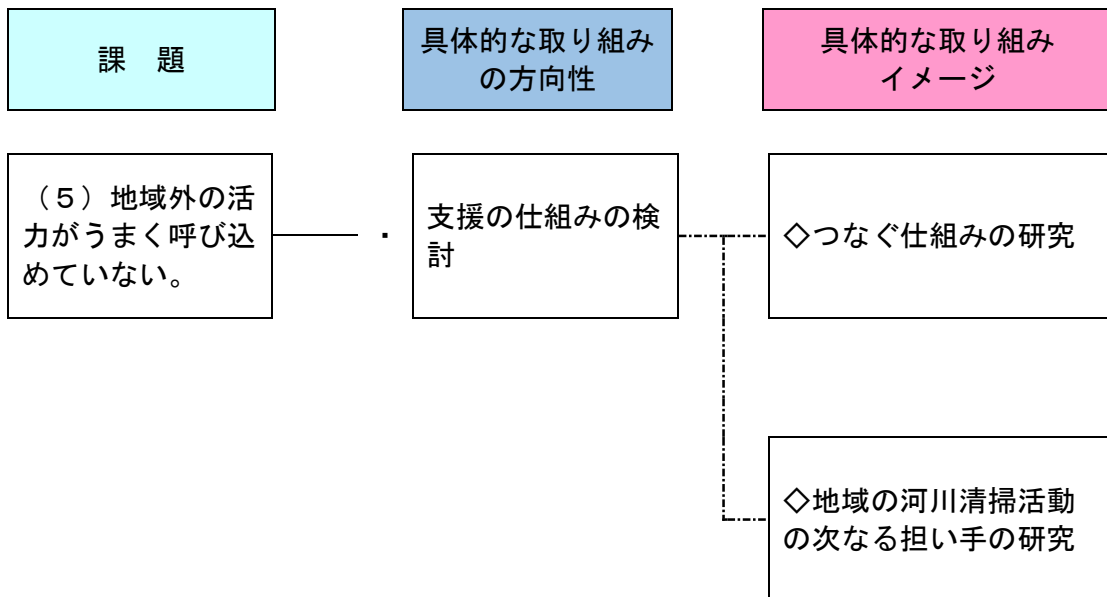 課　題
具体的な取り組み
の方向性
具体的な取り組み
イメージ
（５）地域外の活
力がうまく呼び込
めていない。
・
支援の仕組みの検
討
◇つなぐ仕組みの研究
◇地域の河川清掃活動
の次なる担い手の研究